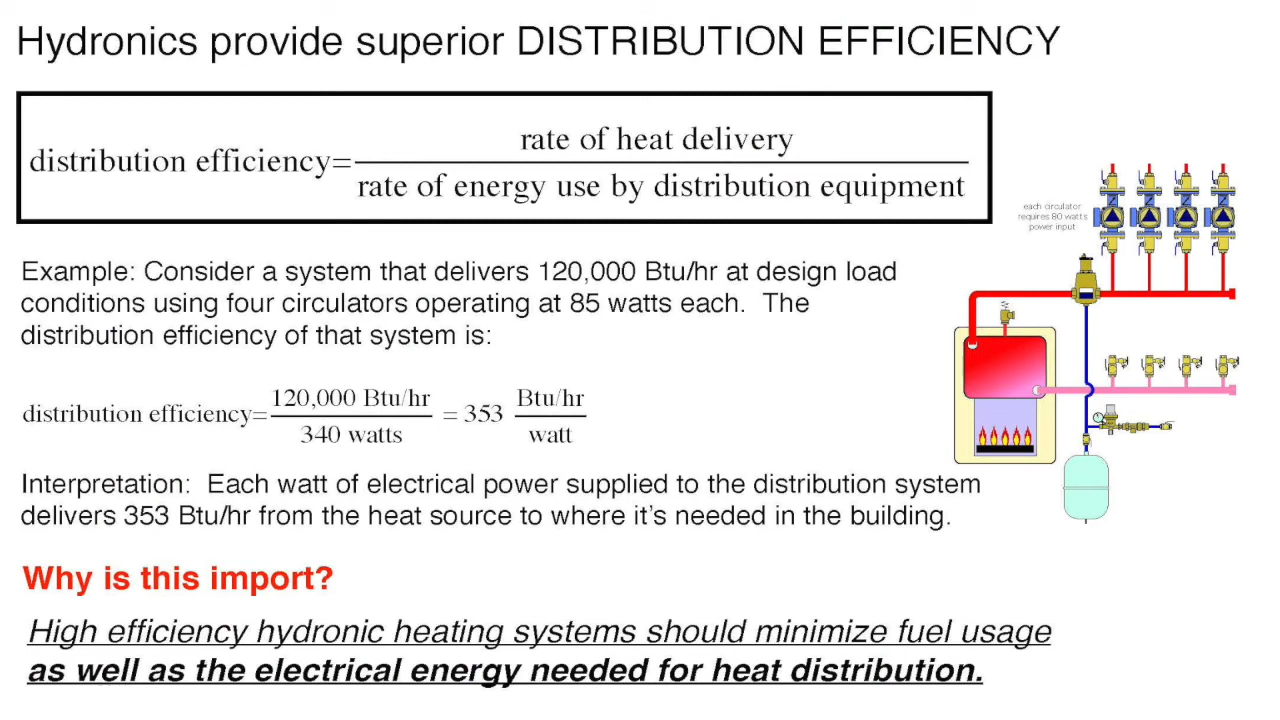 Hydronics provide superior DISTRIBUTION EFFICIENCY
distribution efficiency= rate of heat delivery / rate of energy use by distribution equipment
each circulator
requires 80 watts
power input
Example: Consider a system that delivers 120,000 Btu/hr at design load
conditions using four circulators operating at 85 watts each.  The
distribution efficiency of that system is:
distribution efficiency= 120,000 Btu/hr / 340 watts = 353 Btu/hr / watt
Interpretation:  Each watt of electrical power supplied to the distribution system
delivers 353 Btu/hr from the heat source to where it’s needed in the building.
Why is this import?
High efficiency hydronic heating systems should minimize fuel usage
as well as the electrical energy needed for heat distribution.